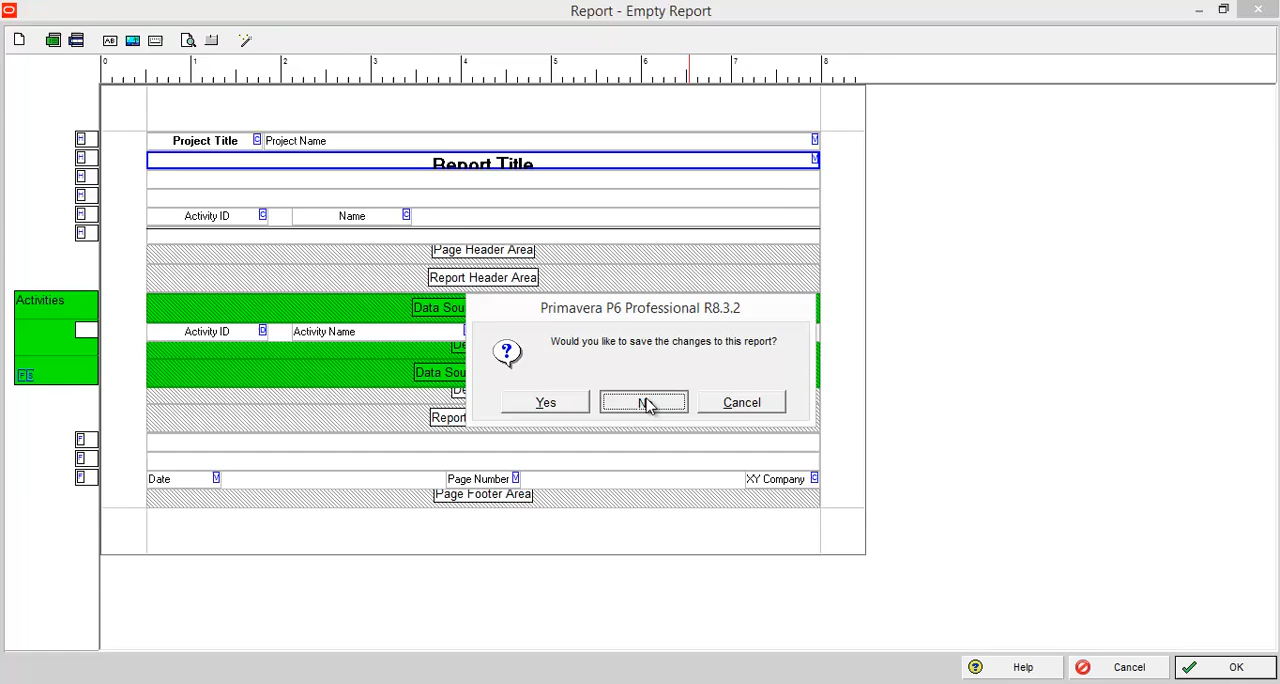 Report - Empty Report
AB
0 1 2 3 4 5 6 7 8
H Project Title C Project Name M
H Report Title M
H
H
H Activity ID C Name C
H
Page Header Area
Report Header Area
Activities
Data Sou
Activity ID D Activity Name
De
Data Sou
F S
De
Report
Primavera P6 Professional R8.3.2
?
Would you like to save the changes to this report?
Yes
Cancel
F
F
F Date M Page Number M XY Company C
Page Footer Area
? Help
Cancel
OK